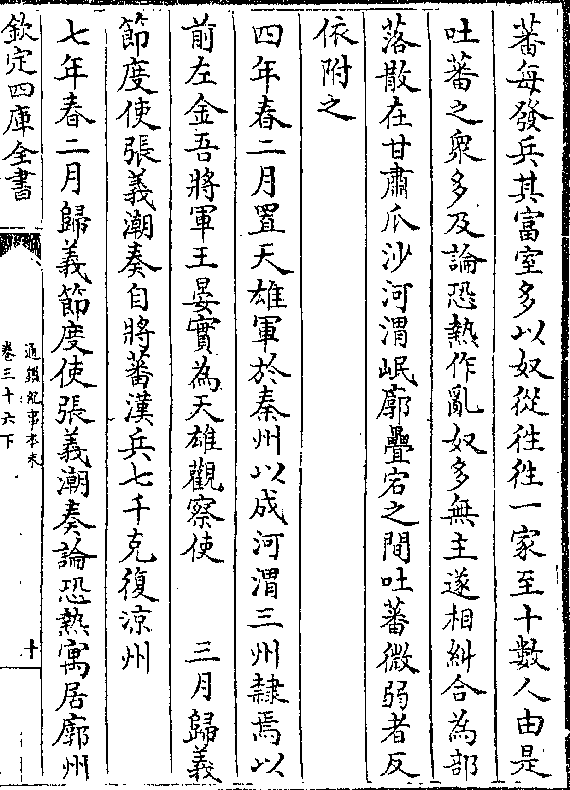 蕃每發兵其富室多以奴從往往一家至十數人由是
吐蕃之衆多及論恐熱作亂奴多無主遂相糾合為部
落散在甘肅瓜沙河渭岷廓疊宕之間吐蕃微弱者反
依附之
四年春二月置天雄軍於秦州以成河渭三州隸焉以
前左金吾將軍王晏實為天雄觀察使　三月歸義
節度使張義潮奏自將蕃漢兵七千克復涼州
七年春二月歸義節度使張義潮奏論恐熱寓居廓州
欽定四庫全書
通鑑紀事本末
卷三十六下
十